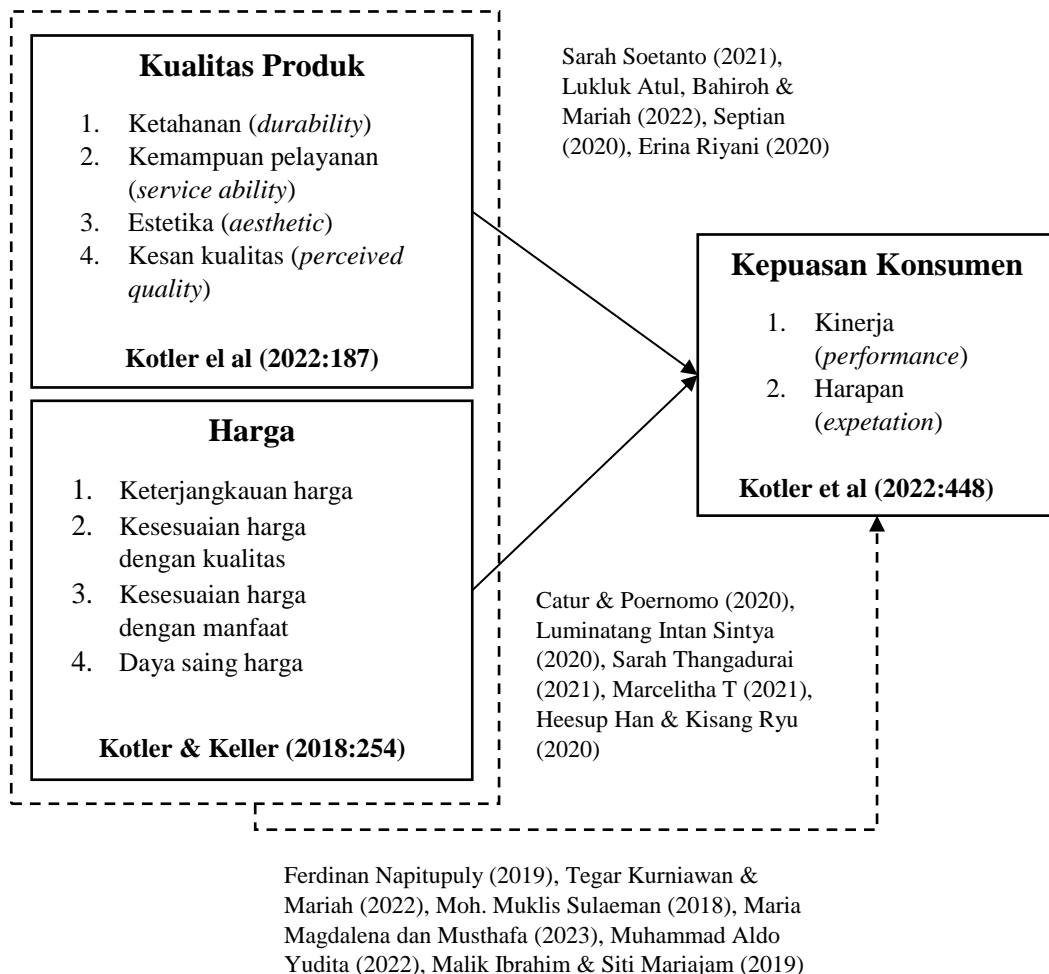 Kualitas Produk
1. Ketahanan (durability)
2. Kemampuan pelayanan
(service ability)
3. Estetika (aesthetic)
4. Kesan kualitas (perceived
quality)
Kotler el al (2022:187)
Harga
1. Keterjangkauan harga
2. Kesesuaian harga
dengan kualitas
3. Kesesuaian harga
dengan manfaat
4. Daya saing harga
Kotler & Keller (2018:254)
Sarah Soetanto (2021),
Lukluk Atul, Bahiroh &
Mariah (2022), Septian
(2020), Erina Riyani (2020)
Kepuasan Konsumen
1. Kinerja
(performance)
2. Harapan
(expetation)
Kotler et al (2022:448)
Catur & Poernomo (2020),
Luminatang Intan Sintya
(2020), Sarah Thangadurai
(2021), Marcelitha T (2021),
Heesup Han & Kisang Ryu
(2020)
Ferdinan Napitupuly (2019), Tegar Kurniawan &
Mariah (2022), Moh. Muklis Sulaeman (2018), Maria
Magdalena dan Musthafa (2023), Muhammad Aldo
Yudita (2022), Malik Ibrahim & Siti Mariajam (2019)